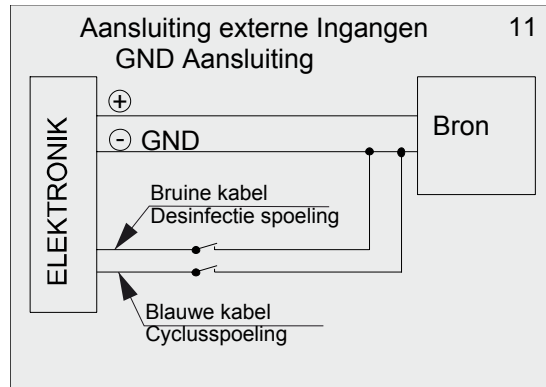 Aansluiting externe Ingangen 11
GND Aansluiting
+
Bron
- GND
ELEKTRONIK
Bruine kabel
Desinfectie spoeling
Blauwe kabel
Cyclusspoeling